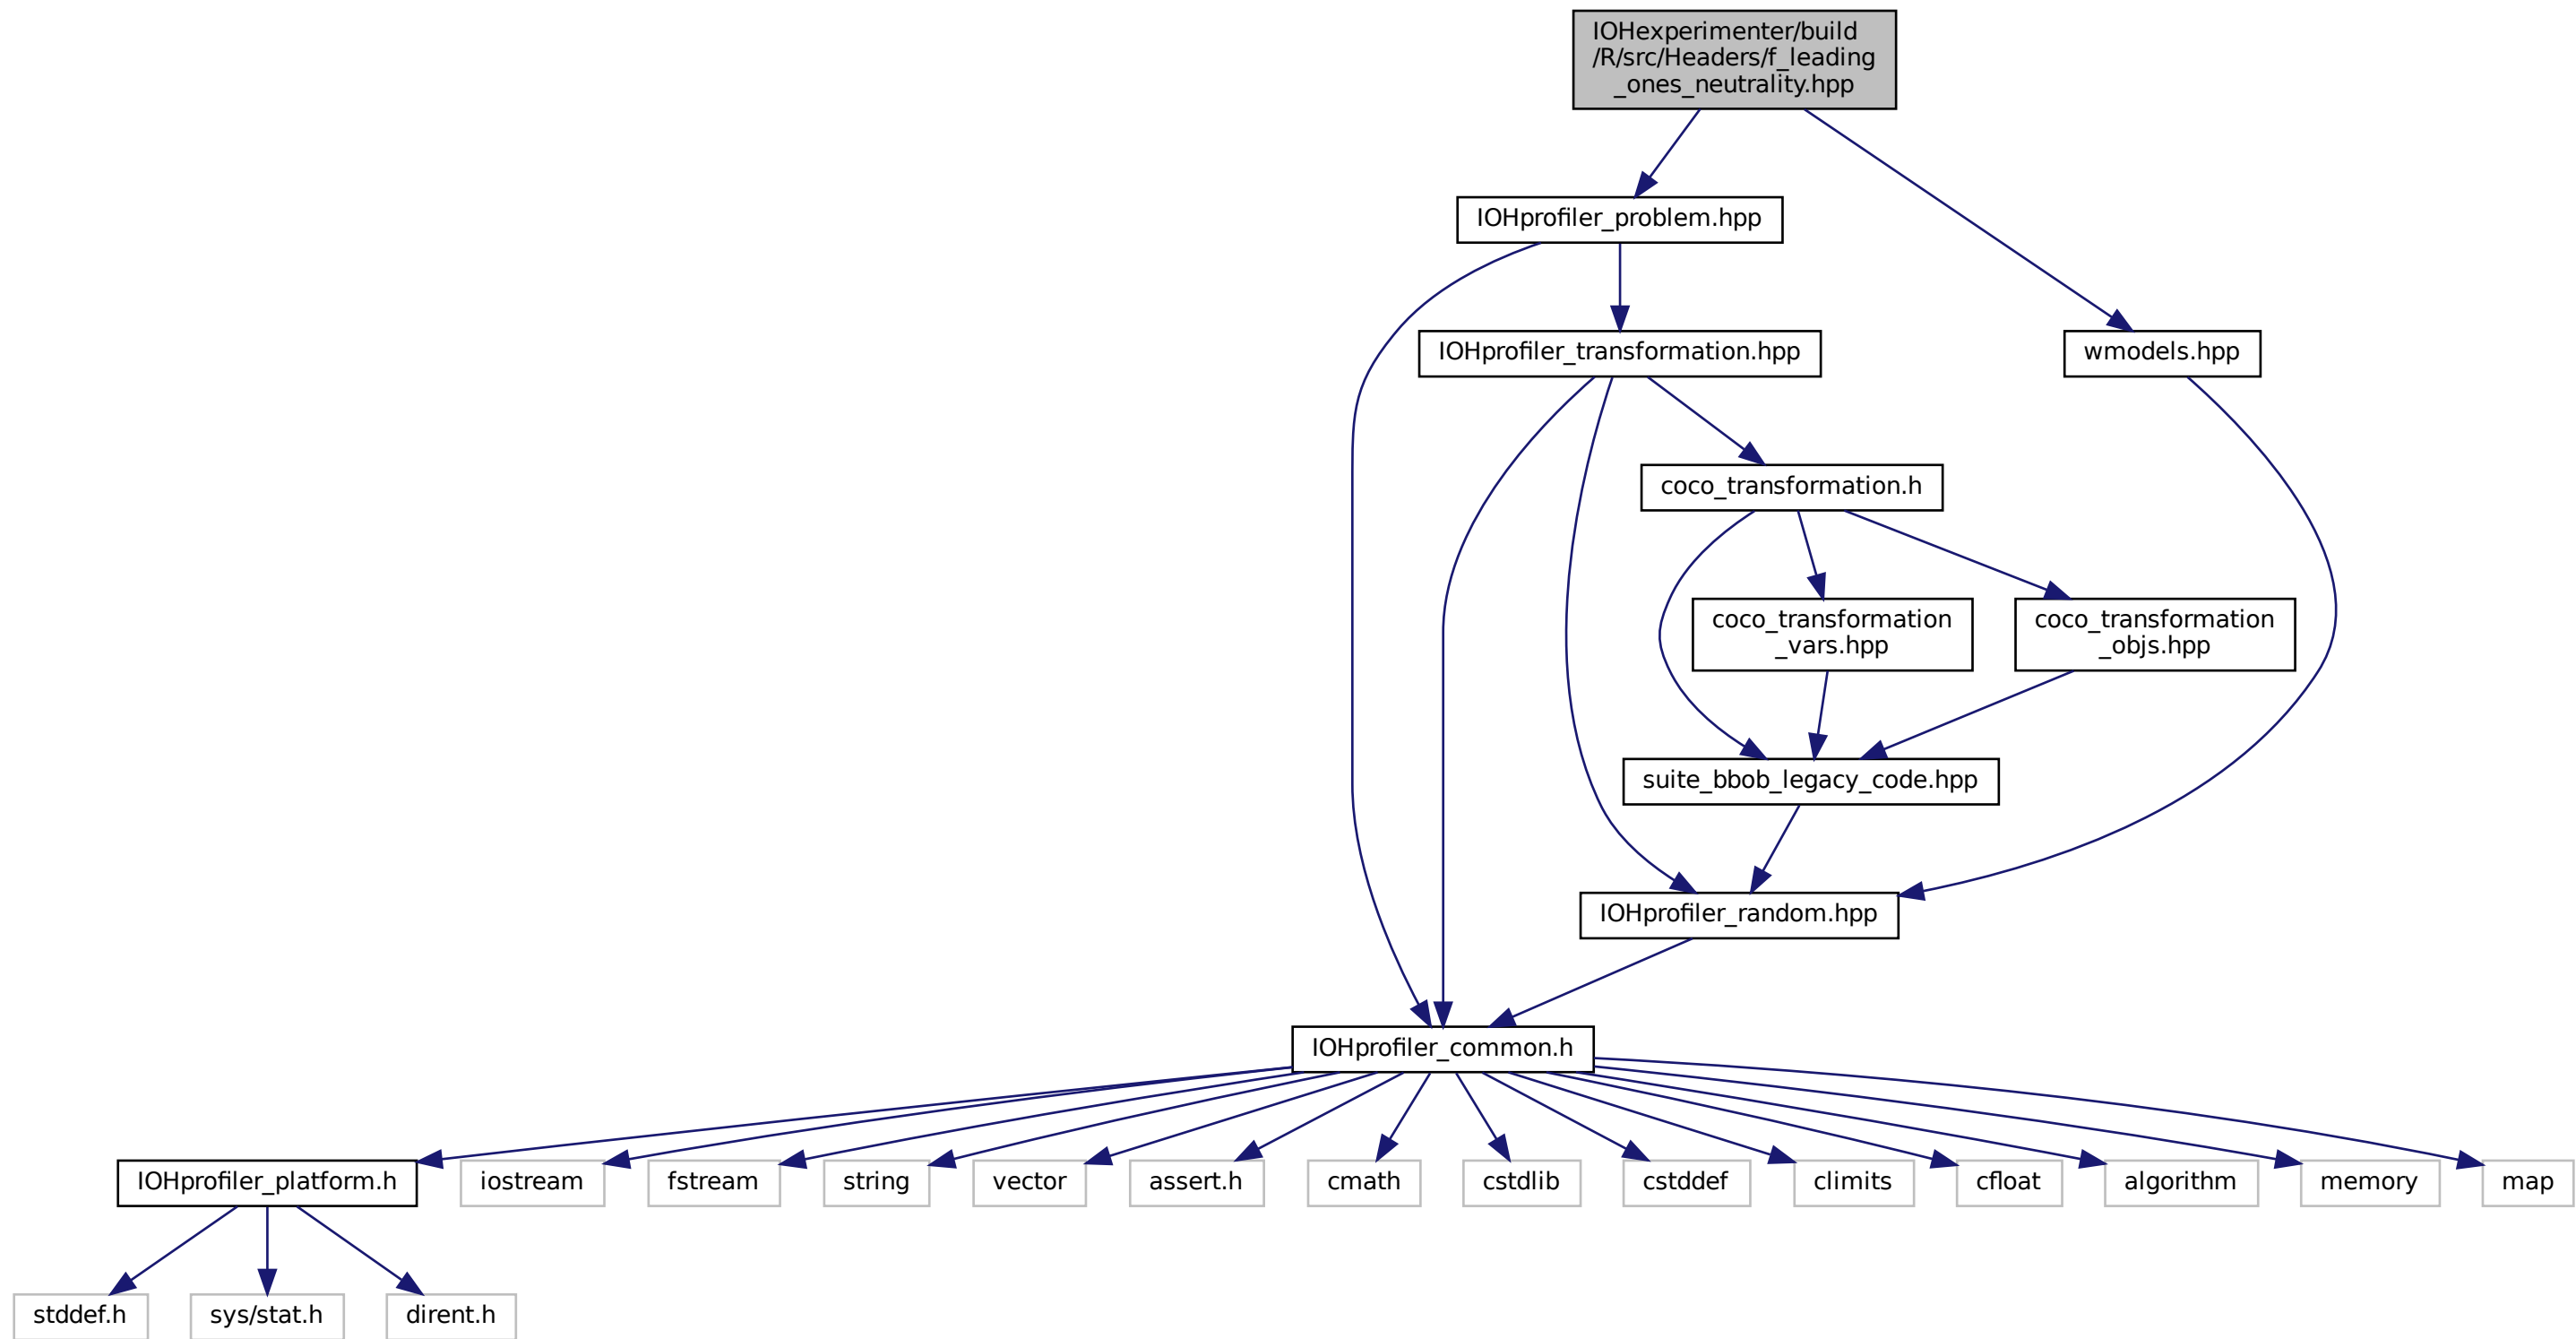 IOHexperimenter/build
/R/src/Headers/f_leading
_ones_neutrality.hpp
IOHprofiler_problem.hpp
IOHprofiler_transformation.hpp
wmodels.hpp
coco_transformation.h
coco_transformation
_vars.hpp
coco_transformation
_objs.hpp
suite_bbob_legacy_code.hpp
IOHprofiler_random.hpp
IOHprofiler_common.h
IOHprofiler_platform.h
iostream
fstream
string
vector
assert.h
cmath
cstdlib
cstddef
climits
cfloat
algorithm
memory
map
stddef.h
sys/stat.h
dirent.h